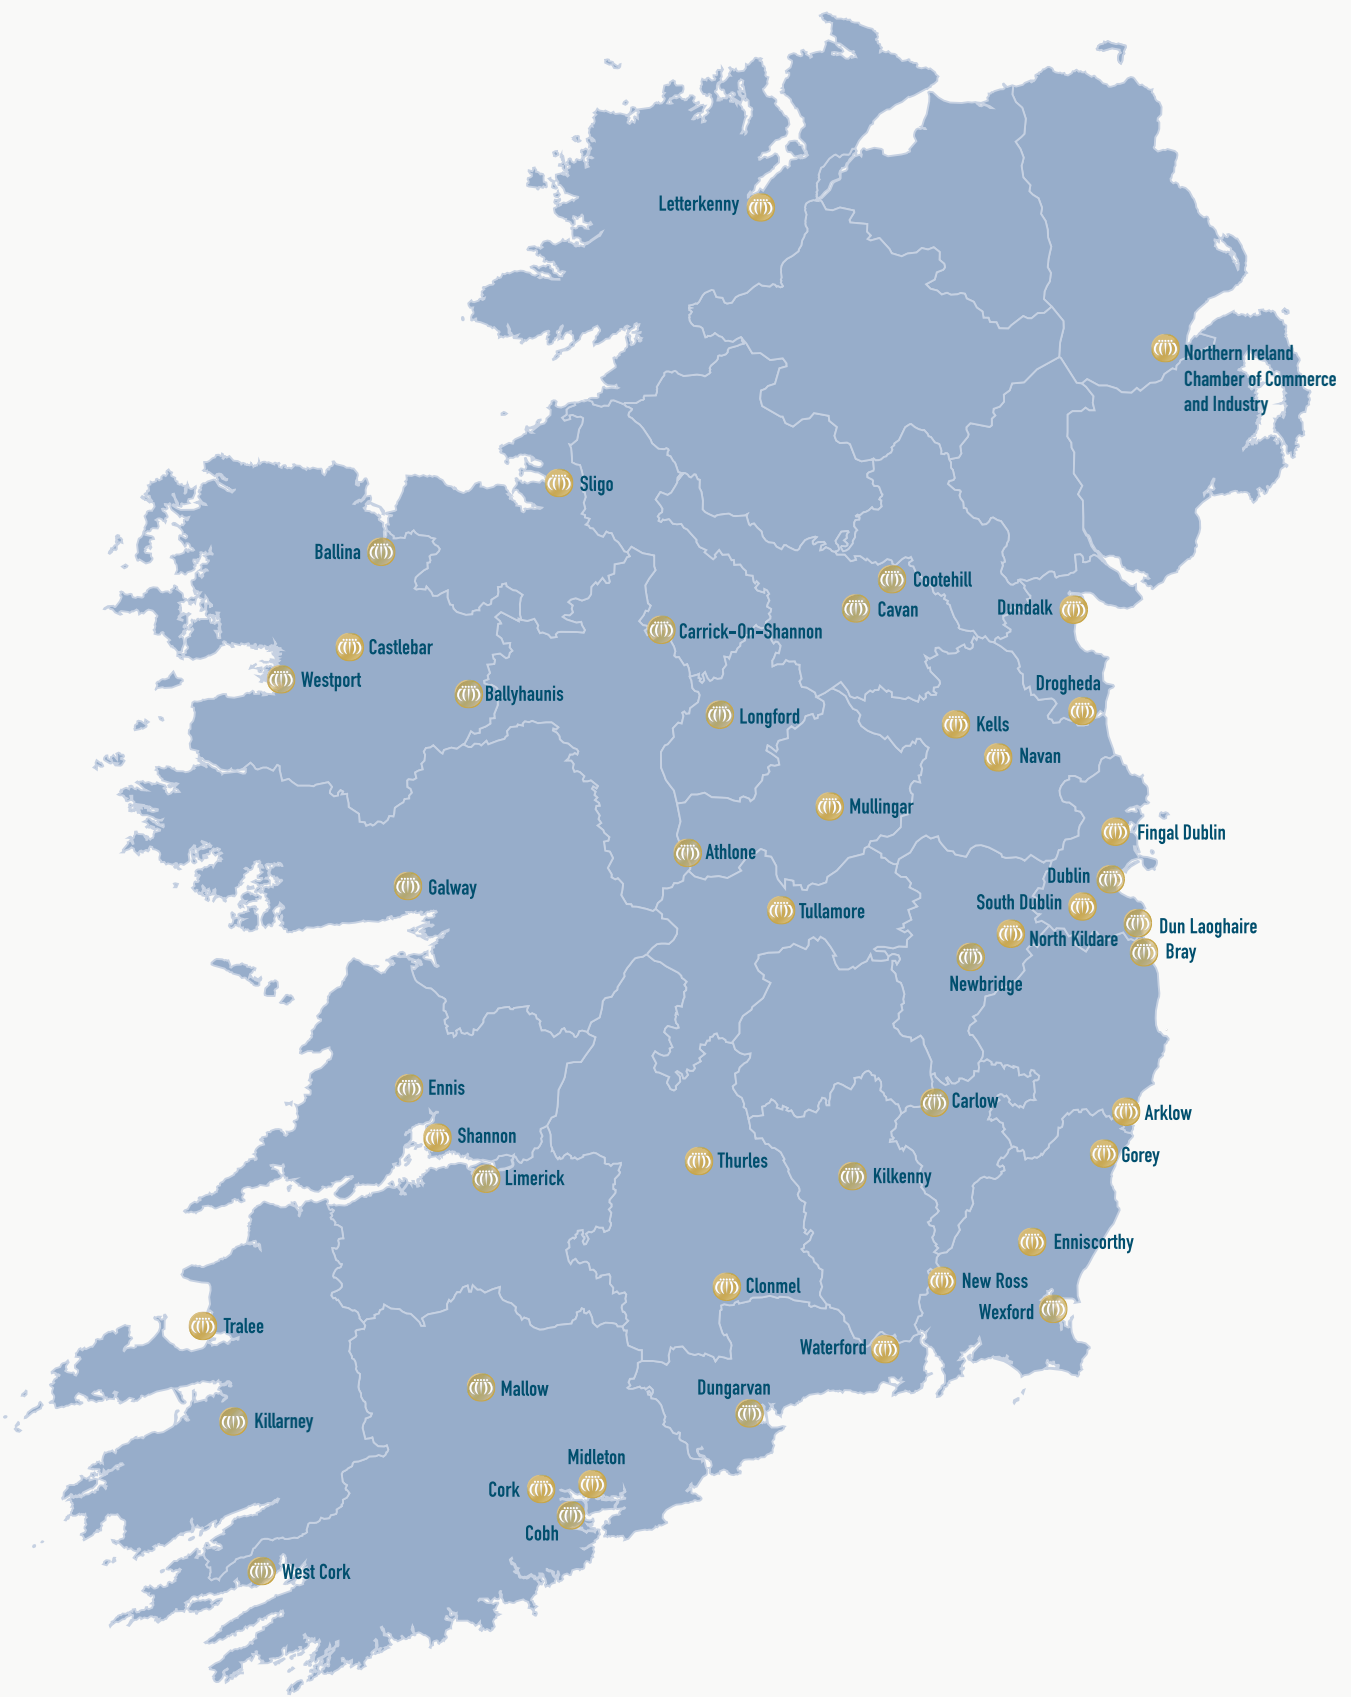 Letterkenny
Northern Ireland
Chamber of Commerce
and Industry
Sligo
Ballina
Cootehill
Cavan
Dundalk
Carrick-On-Shannon
Castlebar
Westport
Ballyhaunis
Drogheda
Longford
Kells
Navan
Mullingar
Fingal Dublin
Athlone
Dublin
Galway
South Dublin
Tullamore
Dun Laoghaire
North Kildare
Bray
Newbridge
Ennis
Carlow
Arklow
Shannon
Gorey
Thurles
Limerick
Kilkenny
Enniscorthy
New Ross
Clonmel
Wexford
Tralee
Waterford
Dungarvan
Mallow
Killarney
Midleton
Cork
Cobh
West Cork